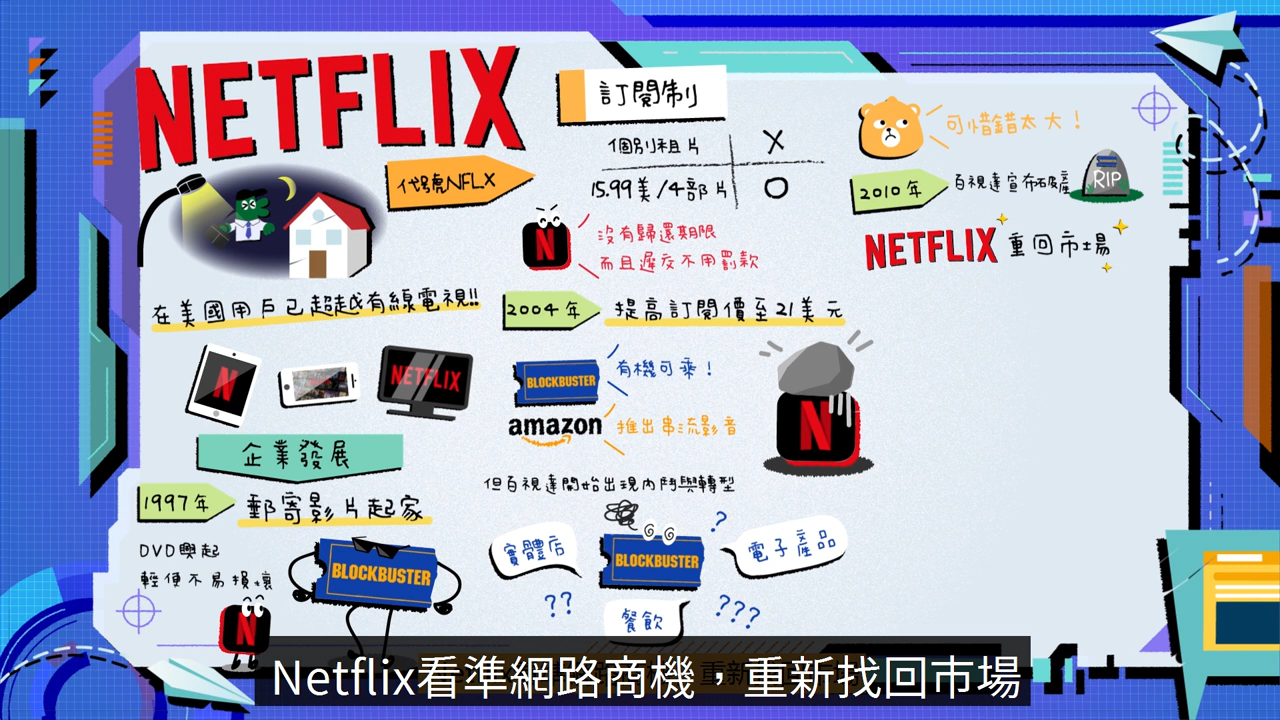 NETFLIX
代號NFLX
在美國用戶已超越有線電視!!
N
NETFLIX
企業發展
1997年
郵寄影片起家
DVD興起
輕便不易損壞
N
BLOCKBUSTER
訂閱制
個別租片 X
15.99美/4部片 O
N
沒有歸還期限
而且遲交不用罰款
2004年
提高訂閱價至21美元
BLOCKBUSTER
有機可乘!
amazon
推出串流影音
N
但百視達開始出現內鬥與轉型
實體店
BLOCKBUSTER
?
電子產品
??
餐飲
???
可惜錯太大!
2010年
百視達宣布破產
RIP
NETFLIX重回市場
Netflix看準網路商機，重新找回市場